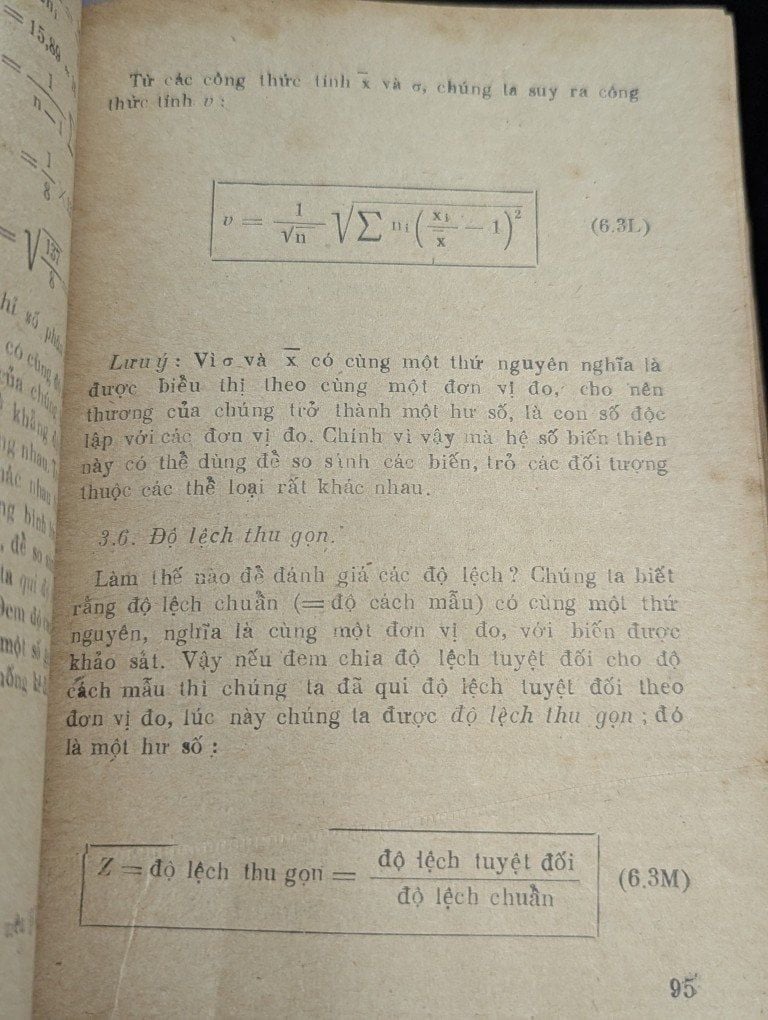 = 15,89
= 1
n - 1
= 1
8
= √137
8
Từ các công thức tính x̄ và σ, chúng ta suy ra công
thức tính v :
v = 1/√n √∑ nᵢ (xᵢ/x̄ − 1)² (6.3L)
Lưu ý : Vì σ và x̄ có cùng một thứ nguyên nghĩa là
được biểu thị theo cùng một đơn vị đo, cho nên
thương của chúng trở thành một hư số, là con số độc
lập với các đơn vị đo. Chính vì vậy mà hệ số biến thiên
này có thể dùng để so sánh các biến, trỏ các đối tượng
thuộc các thể loại rất khác nhau.
3.6. Độ lệch thu gọn.
Làm thế nào để đánh giá các độ lệch ? Chúng ta biết
rằng độ lệch chuẩn (= độ cách mẫu) có cùng một thứ
nguyên, nghĩa là cùng một đơn vị đo, với biến được
khảo sát. Vậy nếu đem chia độ lệch tuyệt đối cho độ
cách mẫu thì chúng ta đã qui độ lệch tuyệt đối theo
đơn vị đo, lúc này chúng ta được độ lệch thu gọn ; đó
là một hư số :
Z = độ lệch thu gọn = độ lệch tuyệt đối / độ lệch chuẩn (6.3M)
95